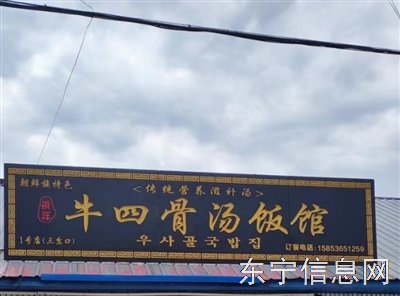 朝鲜族特色
<传统营养滋补汤>
牛四骨汤饭馆
우사골국밥집
1号店(三岔口)
订餐电话:15853651259
东宁信息网